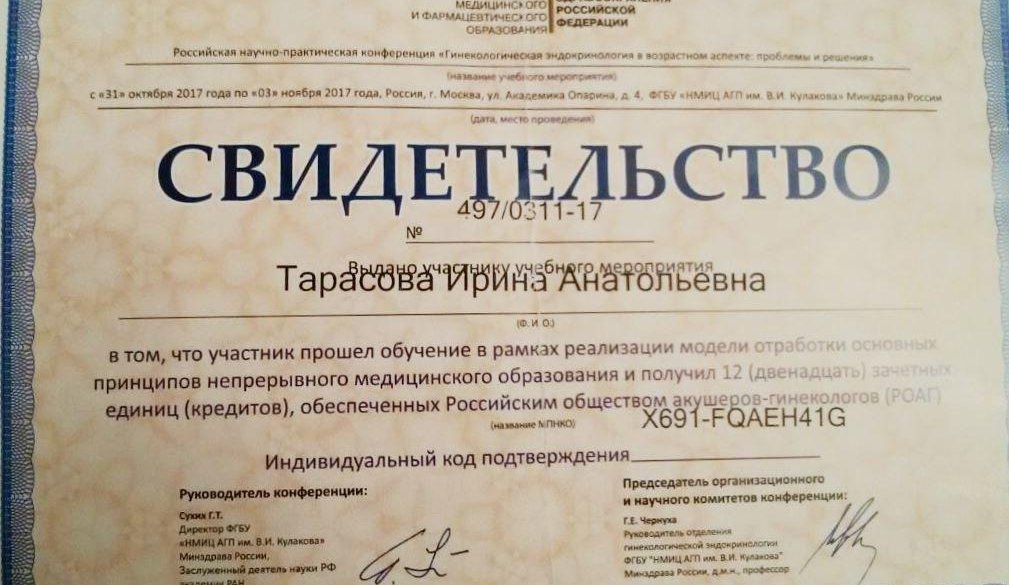 МЕДИЦИНСКОГО
И ФАРМАЦЕВТИЧЕСКОГО
ОБРАЗОВАНИЯ
РОССИЙСКОЙ
ФЕДЕРАЦИИ
Российская научно-практическая конференция «Гинекологическая эндокринология в возрастном аспекте: проблемы и решения»
(название учебного мероприятия)
с «31» октября 2017 года по «03» ноября 2017 года, Россия, г. Москва, ул. Академика Опарина, д. 4, ФГБУ «НМИЦ АГП им. В.И. Кулакова» Минздрава России
(дата, место проведения)
СВИДЕТЕЛЬСТВО
497/0311-17
№
Выдано участнику учебного мероприятия
Тарасова Ирина Анатольевна
(Ф. И. О.)
в том, что участник прошел обучение в рамках реализации модели отработки основных
принципов непрерывного медицинского образования и получил 12 (двенадцать) зачетных
единиц (кредитов), обеспеченных Российским обществом акушеров-гинекологов (РОАГ)
(название МПНКО)
X691-FQAEH41G
Индивидуальный код подтверждения
Руководитель конференции:
Сухих Г.Т.
Директор ФГБУ
«НМИЦ АГП им. В.И. Кулакова»
Минздрава России,
Заслуженный деятель науки РФ
академик РАН
Председатель организационного
и научного комитетов конференции:
Г.Е. Чернуха
Руководитель отделения
гинекологической эндокринологии
ФГБУ "НМИЦ АГП им. В.И. Кулакова"
Минздрава России, д.м.н., профессор